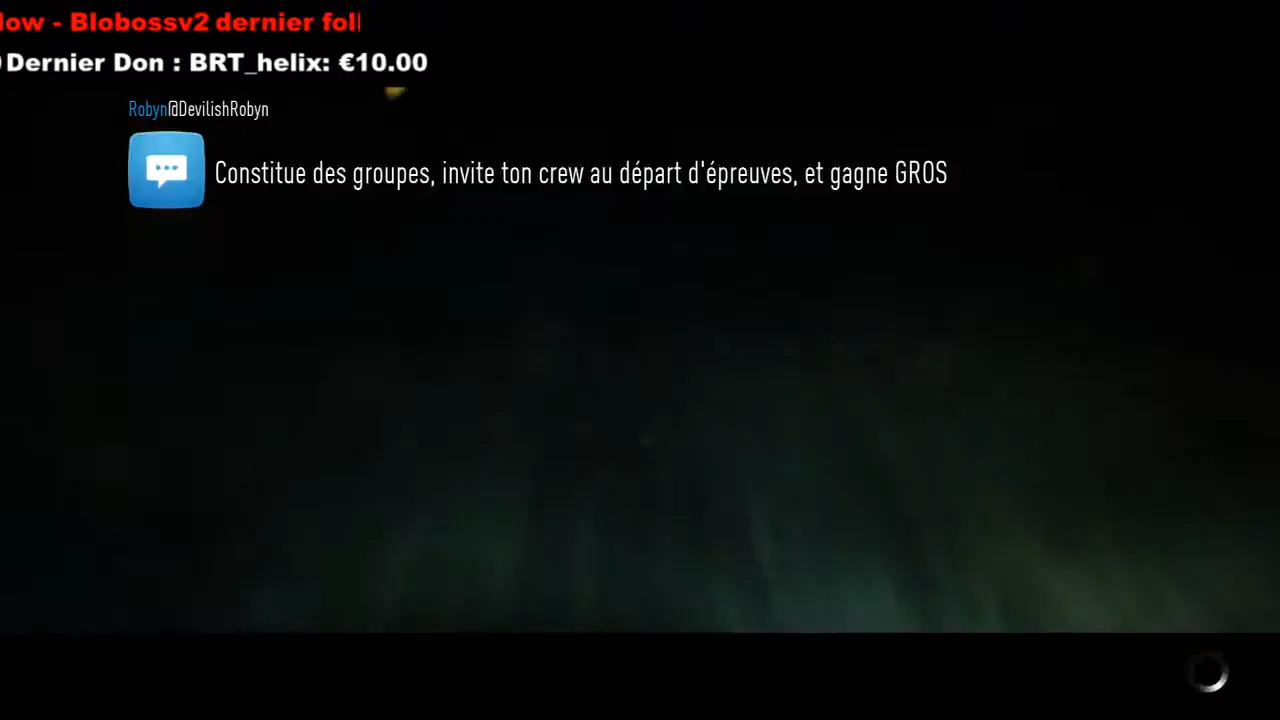 low - Blobossv2 dernier foll
Dernier Don : BRT_helix: €10.00
Robyn@DevilishRobyn
Constitue des groupes, invite ton crew au départ d'épreuves, et gagne GROS